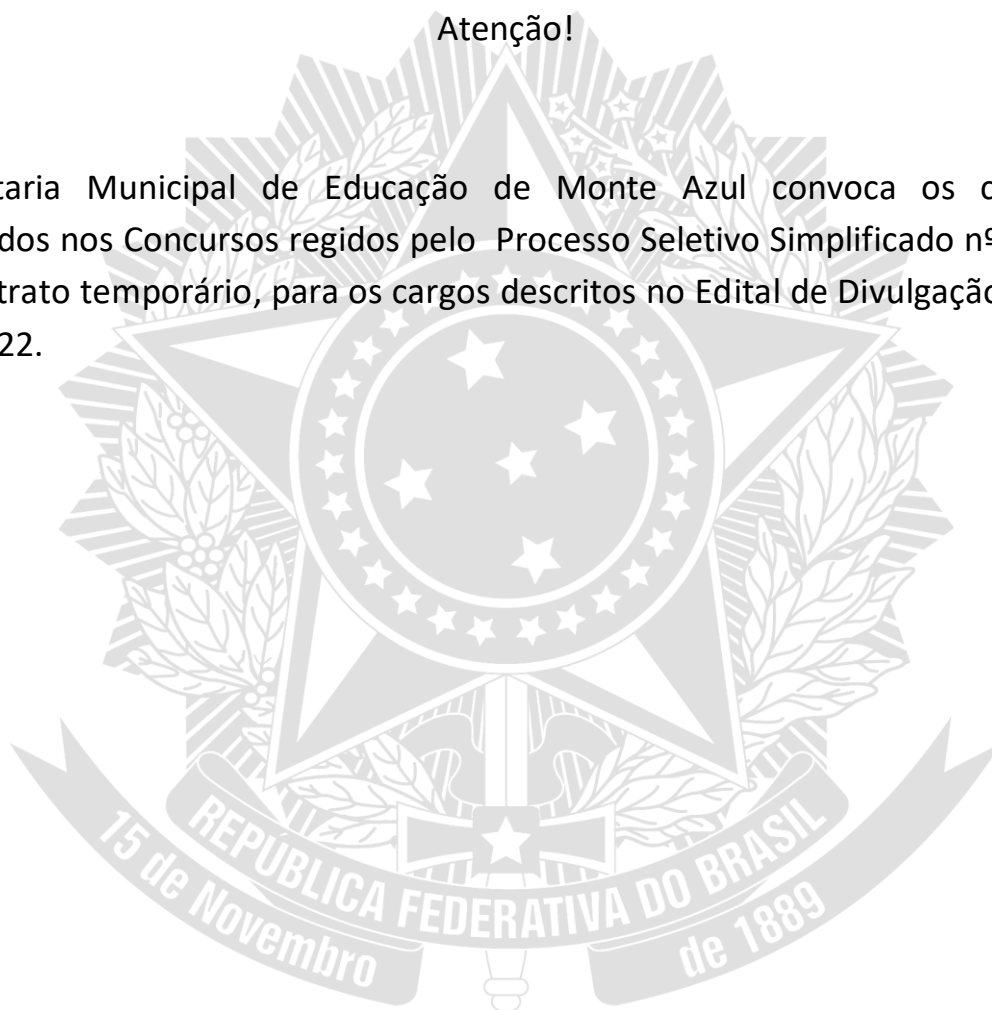 Atenção!
taria Municipal de Educação de Monte Azul convoca os c
dos nos Concursos regidos pelo Processo Seletivo Simplificado nº
trato temporário, para os cargos descritos no Edital de Divulgação
22.
REPÚBLICA FEDERATIVA DO BRASIL
15 de Novembro de 1889